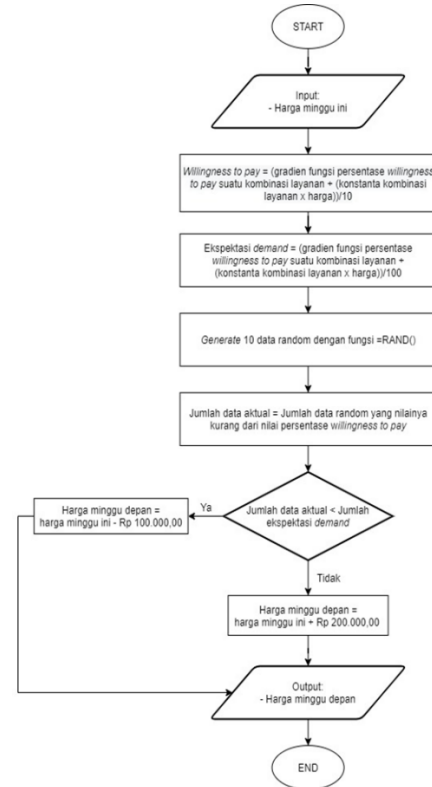 START
Input:
- Harga minggu ini
Willingness to pay = (gradien fungsi persentase willingness
to pay suatu kombinasi layanan + (konstanta kombinasi
layanan x harga))/10
Ekspektasi demand = (gradien fungsi persentase
willingness to pay suatu kombinasi layanan +
(konstanta kombinasi layanan x harga))/100
Generate 10 data random dengan fungsi =RAND()
Jumlah data aktual = Jumlah data random yang nilainya
kurang dari nilai persentase willingness to pay
Jumlah data aktual < Jumlah
ekspektasi demand
Ya
Harga minggu depan =
harga minggu ini - Rp 100.000,00
Tidak
Harga minggu depan =
harga minggu ini + Rp 200.000,00
Output:
- Harga minggu depan
END